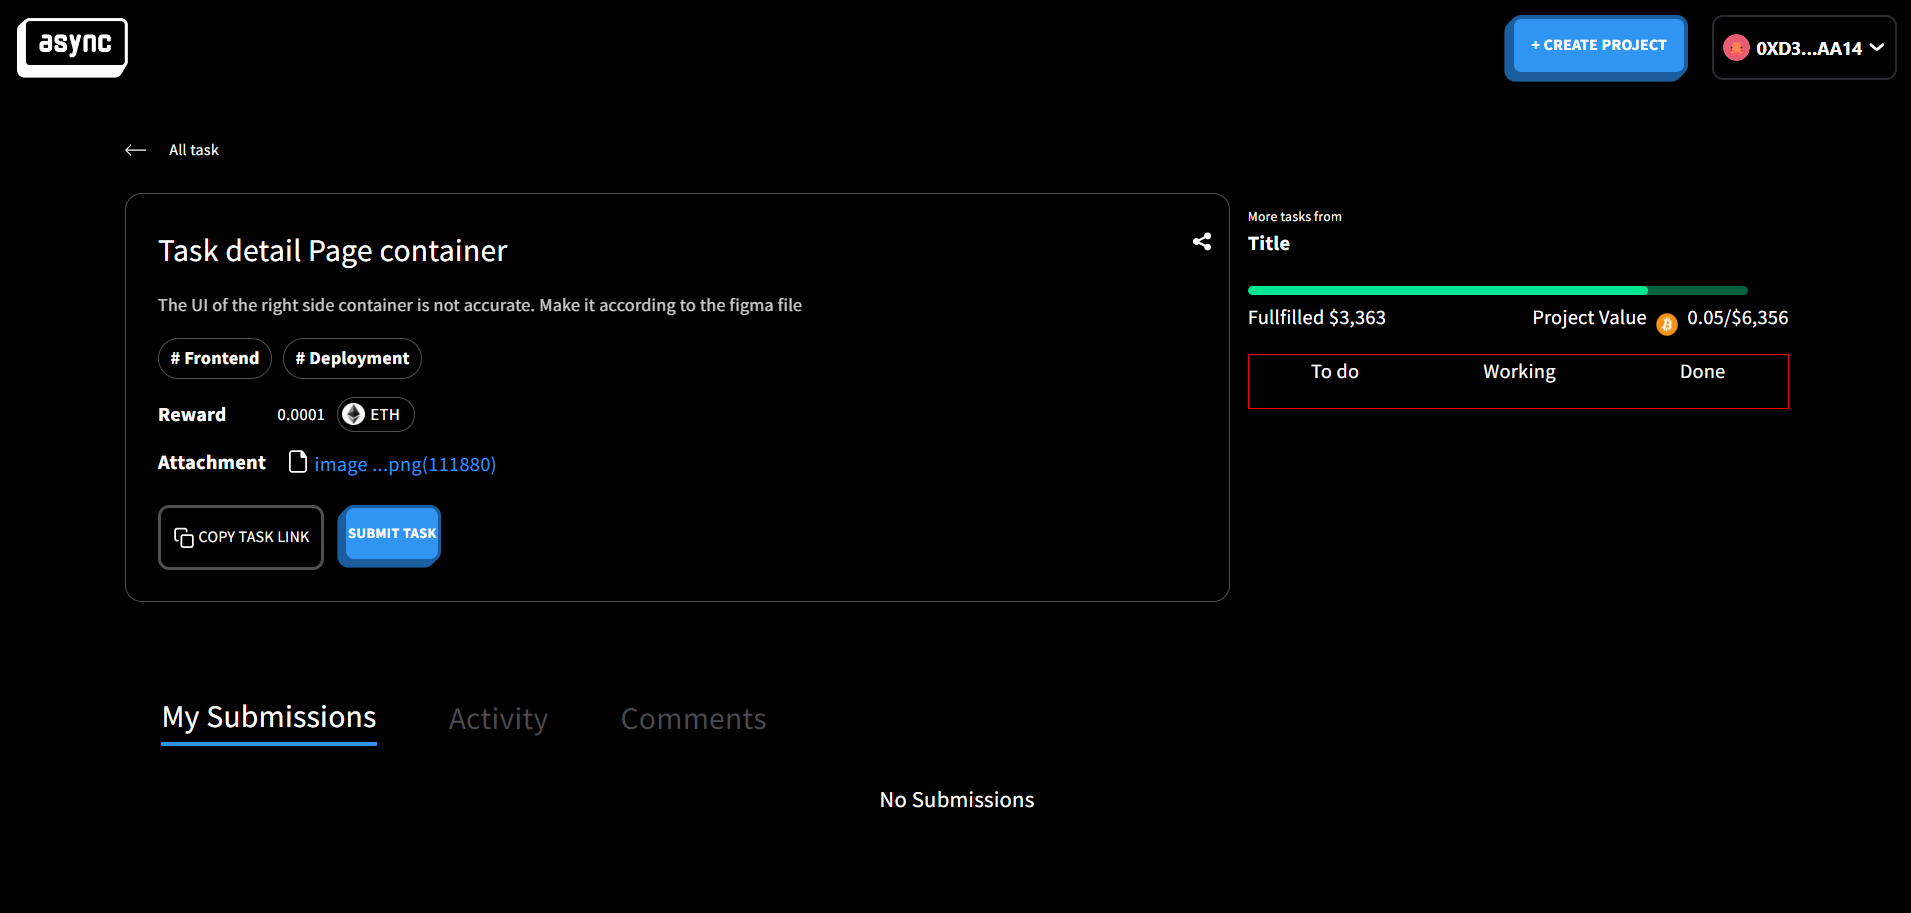 async
+ CREATE PROJECT
0XD3...AA14
All task
Task detail Page container
The UI of the right side container is not accurate. Make it according to the figma file
# Frontend # Deployment
Reward 0.0001 ETH
Attachment image ...png(111880)
COPY TASK LINK SUBMIT TASK
More tasks from
Title
Fullfilled $3,363 Project Value 0.05/$6,356
To do Working Done
My Submissions Activity Comments
No Submissions